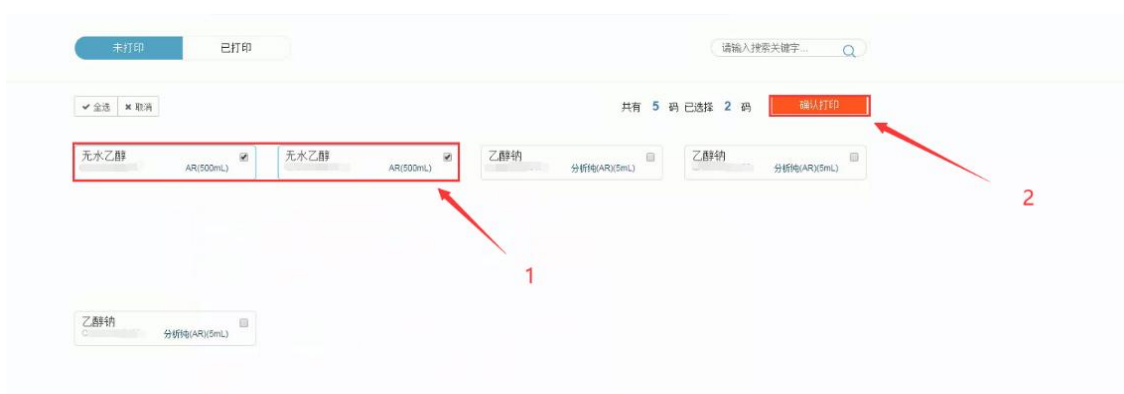 未打印 已打印 请输入搜索关键字...
✔ 全选 ✖ 取消 共有 5 码 已选择 2 码 确认打印
无水乙醇 无水乙醇 乙醇钠 乙醇钠
AR(500mL) AR(500mL) 分析纯(AR)(5mL) 分析纯(AR)(5mL)
2
1
乙醇钠
分析纯(AR)(5mL)